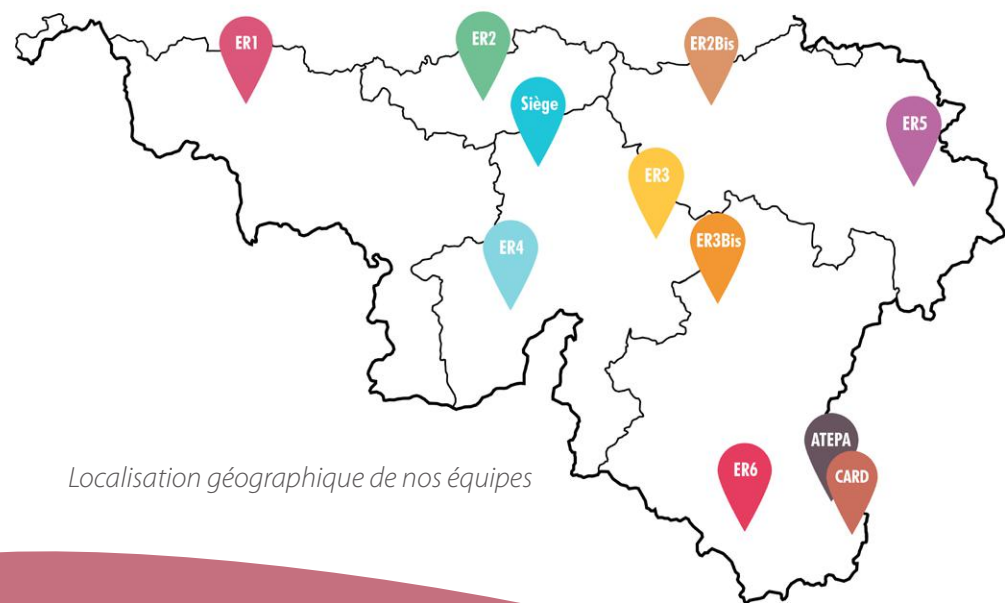 ER1
ER2
ER2Bis
Siège
ER5
ER3
ER3Bis
ER4
ATEPA
ER6
CARD
Localisation géographique de nos équipes